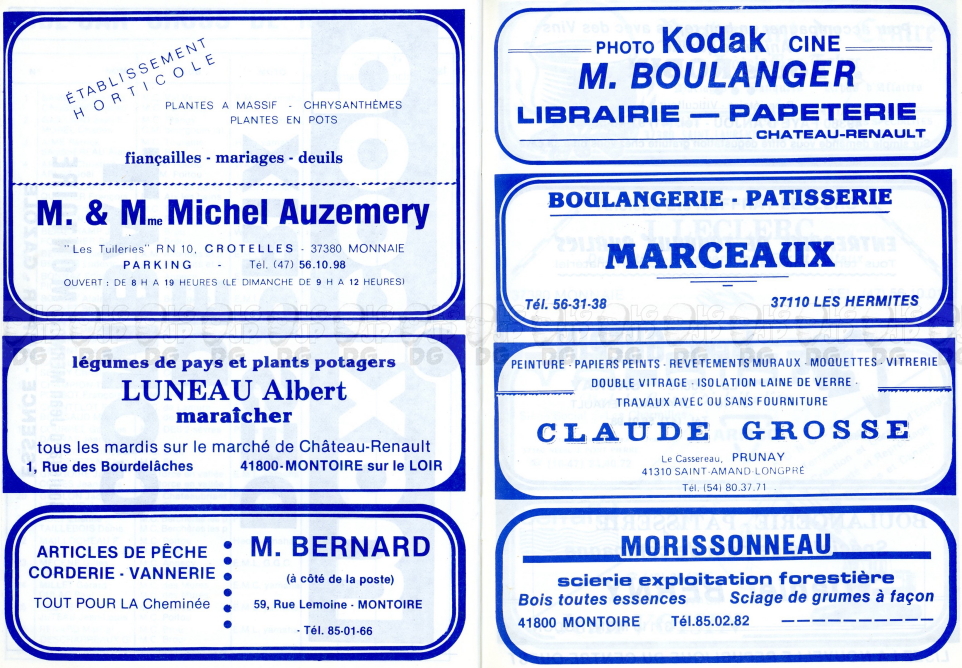 ÉTABLISSEMENT
HORTICOLE
PLANTES A MASSIF - CHRYSANTHÈMES
PLANTES EN POTS
fiançailles - mariages - deuils
M. & Mme Michel Auzemery
"Les Tuileries" R N 10, CROTELLES - 37380 MONNAIE
PARKING - Tél. (47) 56.10.98
OUVERT : DE 8 H A 19 HEURES (LE DIMANCHE DE 9 H A 12 HEURES)
légumes de pays et plants potagers
LUNEAU Albert
maraîcher
tous les mardis sur le marché de Château-Renault
1, Rue des Bourdelâches 41800-MONTOIRE sur le LOIR
ARTICLES DE PÊCHE
CORDERIE - VANNERIE
TOUT POUR LA Cheminée
M. BERNARD
(à côté de la poste)
59, Rue Lemoine - MONTOIRE
- Tél. 85-01-66
PHOTO Kodak CINE
M. BOULANGER
LIBRAIRIE — PAPETERIE
CHATEAU-RENAULT
BOULANGERIE - PATISSERIE
MARCEAUX
Tél. 56-31-38 37110 LES HERMITES
PEINTURE - PAPIERS PEINTS - REVETEMENTS MURAUX - MOQUETTES - VITRERIE
DOUBLE VITRAGE - ISOLATION LAINE DE VERRE -
TRAVAUX AVEC OU SANS FOURNITURE
CLAUDE GROSSE
Le Cassereau, PRUNAY
41310 SAINT-AMAND-LONGPRÉ
Tél. (54) 80.37.71
MORISSONNEAU
scierie exploitation forestière
Bois toutes essences Sciage de grumes à façon
41800 MONTOIRE Tél.85.02.82